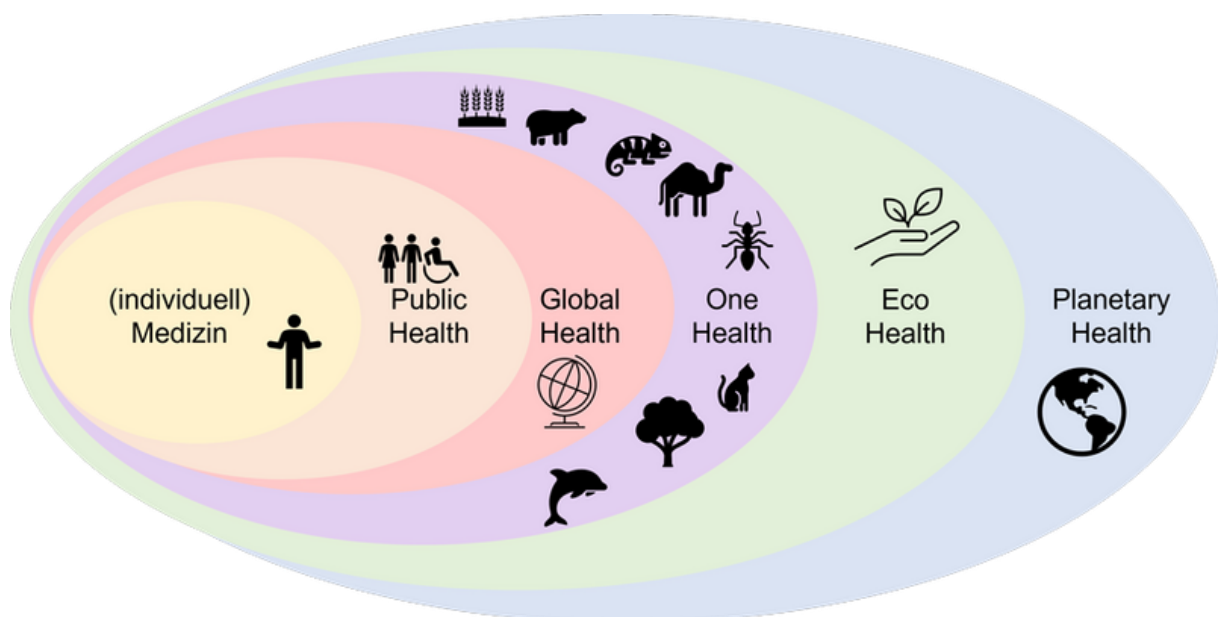 (individuell)
Medizin
Public
Health
Global
Health
One
Health
Eco
Health
Planetary
Health